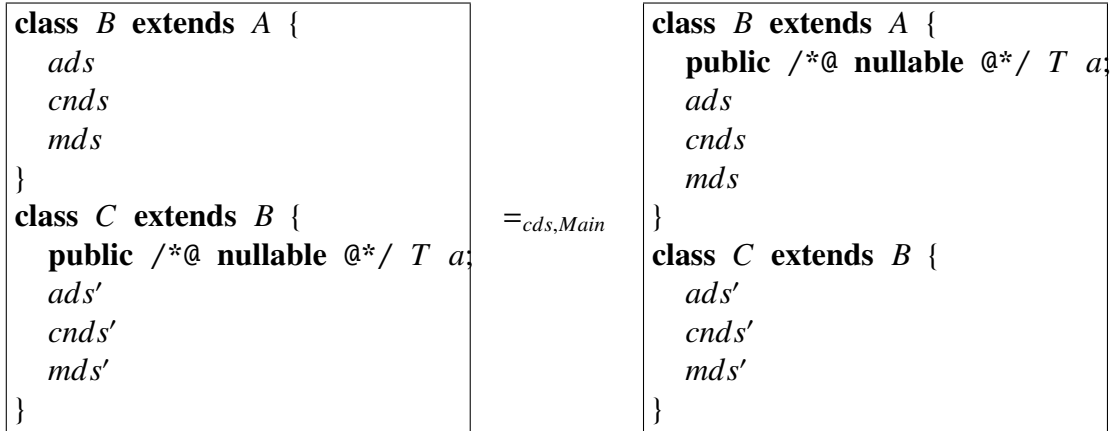 class B extends A {
ads
cnds
mds
}
class C extends B {
public /*@ nullable @*/ T a;
ads′
cnds′
mds′
}
=cds,Main
class B extends A {
public /*@ nullable @*/ T a;
ads
cnds
mds
}
class C extends B {
ads′
cnds′
mds′
}